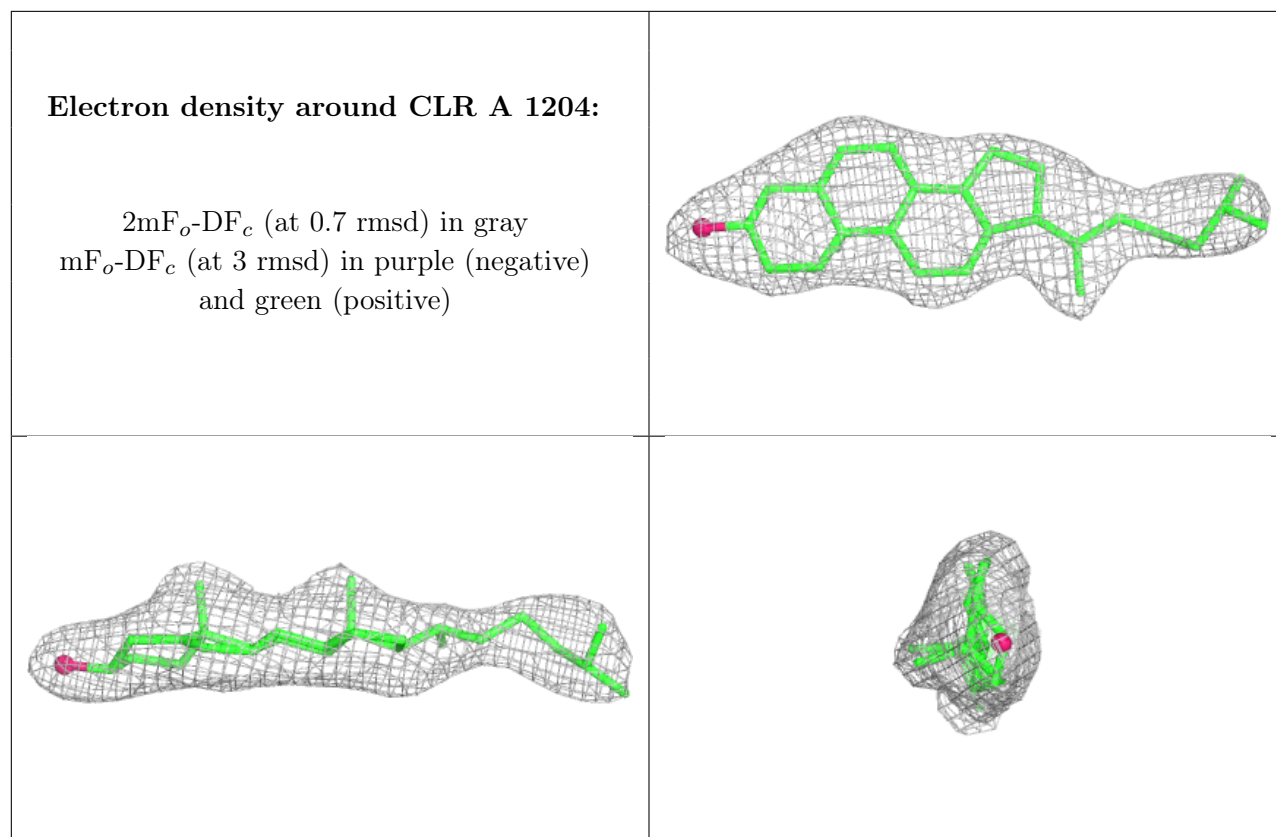 Electron density around CLR A 1204:
2mFo-DFc (at 0.7 rmsd) in gray
mFo-DFc (at 3 rmsd) in purple (negative)
and green (positive)